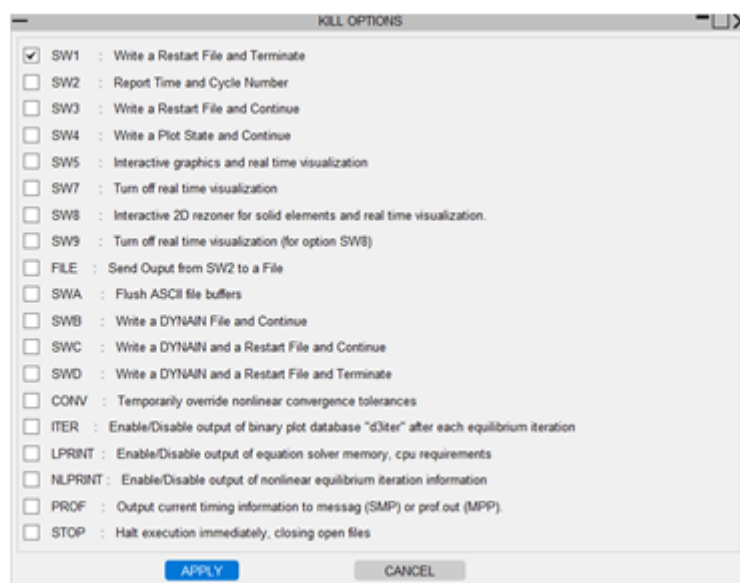 KILL OPTIONS
SW1 : Write a Restart File and Terminate
SW2 : Report Time and Cycle Number
SW3 : Write a Restart File and Continue
SW4 : Write a Plot State and Continue
SW5 : Interactive graphics and real time visualization
SW7 : Turn off real time visualization
SW8 : Interactive 2D rezoner for solid elements and real time visualization.
SW9 : Turn off real time visualization (for option SW8)
FILE : Send Ouput from SW2 to a File
SWA : Flush ASCII file buffers
SWB : Write a DYNAIN File and Continue
SWC : Write a DYNAIN and a Restart File and Continue
SWD : Write a DYNAIN and a Restart File and Terminate
CONV : Temporarily override nonlinear convergence tolerances
ITER : Enable/Disable output of binary plot database "d3iter" after each equilibrium iteration
LPRINT : Enable/Disable output of equation solver memory, cpu requirements
NLPRINT : Enable/Disable output of nonlinear equilibrium iteration information
PROF : Output current timing information to messag (SMP) or prof.out (MPP).
STOP : Halt execution immediately, closing open files
APPLY CANCEL